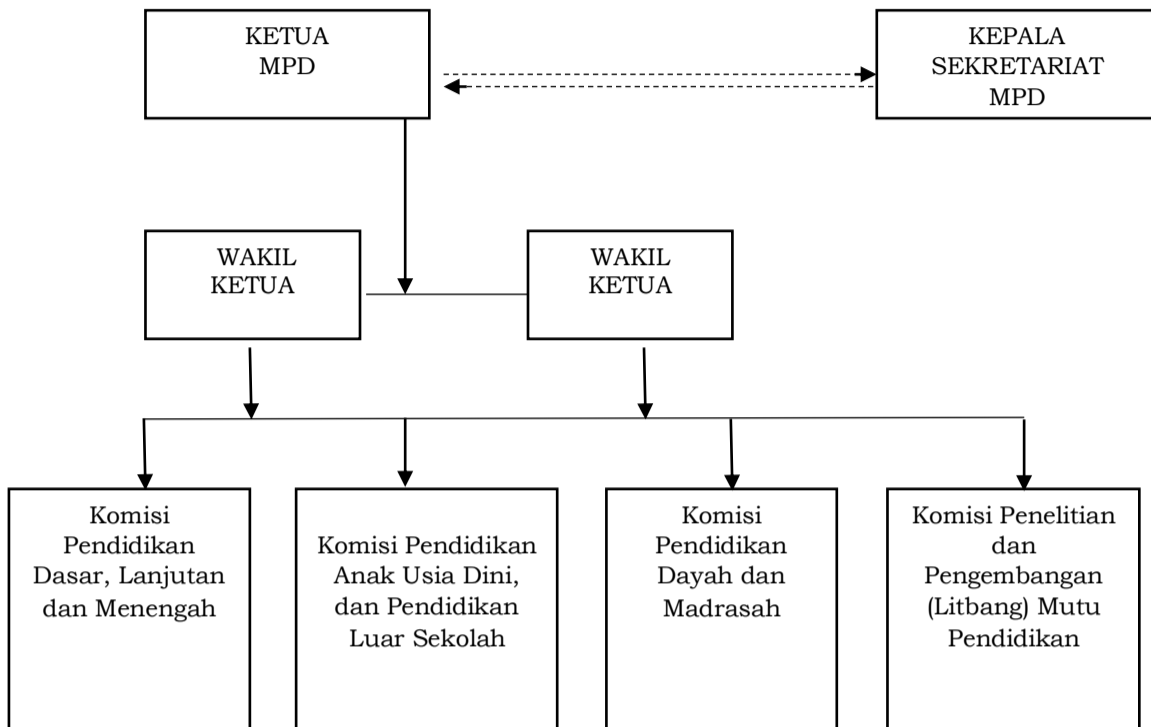 KETUA
MPD
KEPALA
SEKRETARIAT
MPD
WAKIL
KETUA
WAKIL
KETUA
Komisi
Pendidikan
Dasar, Lanjutan
dan Menengah
Komisi Pendidikan
Anak Usia Dini,
dan Pendidikan
Luar Sekolah
Komisi
Pendidikan
Dayah dan
Madrasah
Komisi Penelitian
dan
Pengembangan
(Litbang) Mutu
Pendidikan